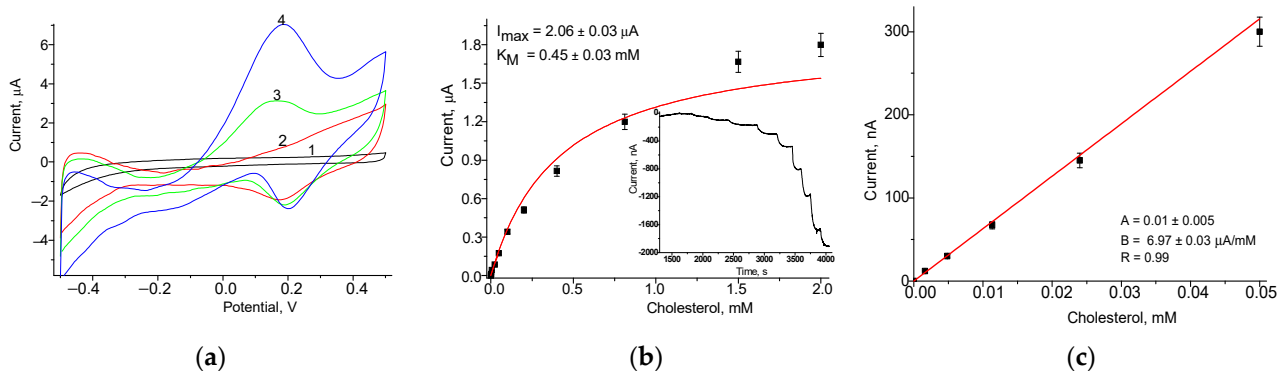 6
4
2
0
−2
−4
Current, µA
−0.4
−0.2
0.0
0.2
0.4
Potential, V
4
3
2
1
(a)
I_max = 2.06 ± 0.03 µA
K_M = 0.45 ± 0.03 mM
1.8
1.5
1.2
0.9
0.6
0.3
0.0
Current, µA
0.0
0.5
1.0
1.5
2.0
Cholesterol, mM
0
-400
-800
-1200
-1600
-2000
Current, nA
1500 2000 2500 3000 3500 4000
Time, s
(b)
300
200
100
0
Current, nA
0.00
0.01
0.02
0.03
0.04
0.05
Cholesterol, mM
A = 0.01 ± 0.005
B = 6.97 ± 0.03 µA/mM
R = 0.99
(c)